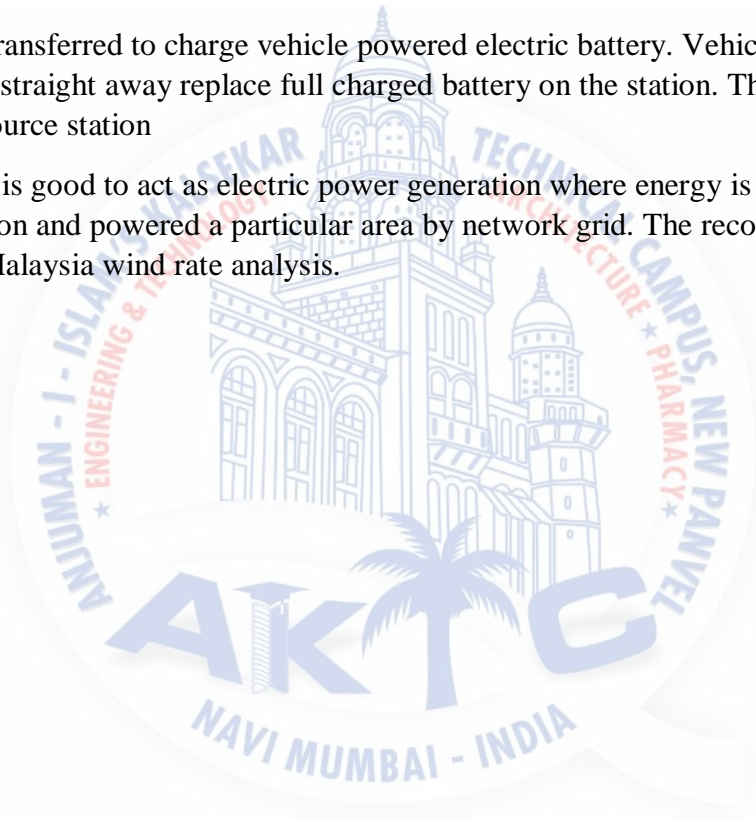 ransferred to charge vehicle powered electric battery. Vehic
straight away replace full charged battery on the station. Th
ource station
is good to act as electric power generation where energy is
on and powered a particular area by network grid. The reco
alaysia wind rate analysis.
ANJUMAN - I - ISLAM'S KALSEKAR TECHNICAL CAMPUS, NEW PANVEL
★ ENGINEERING & TECHNOLOGY ★ ARCHITECTURE ★ PHARMACY ★
AKTC
NAVI MUMBAI - INDIA